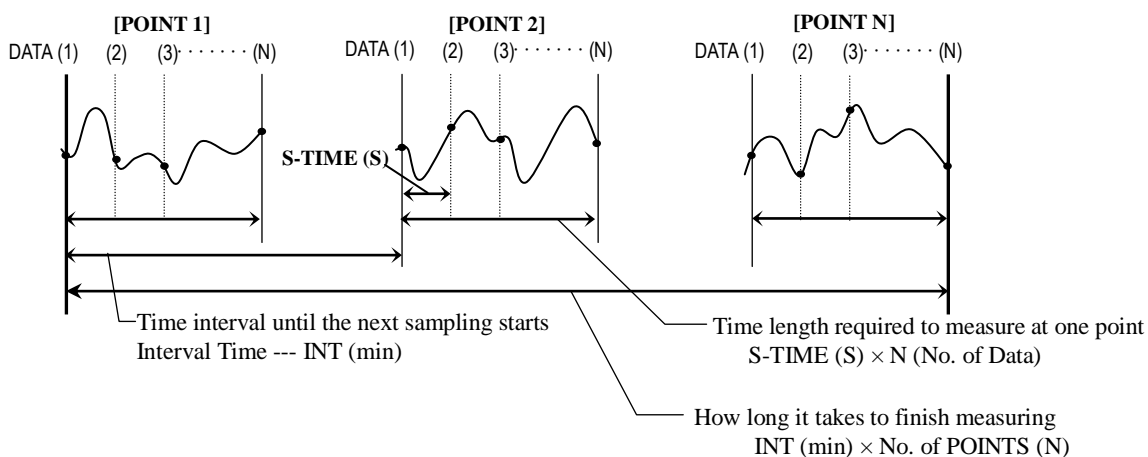 [POINT 1] [POINT 2] [POINT N]
DATA (1) (2) (3)········(N) DATA (1) (2) (3)········(N) DATA (1) (2) (3)········(N)
S-TIME (S)
Time interval until the next sampling starts
Interval Time --- INT (min)
Time length required to measure at one point
S-TIME (S) × N (No. of Data)
How long it takes to finish measuring
INT (min) × No. of POINTS (N)